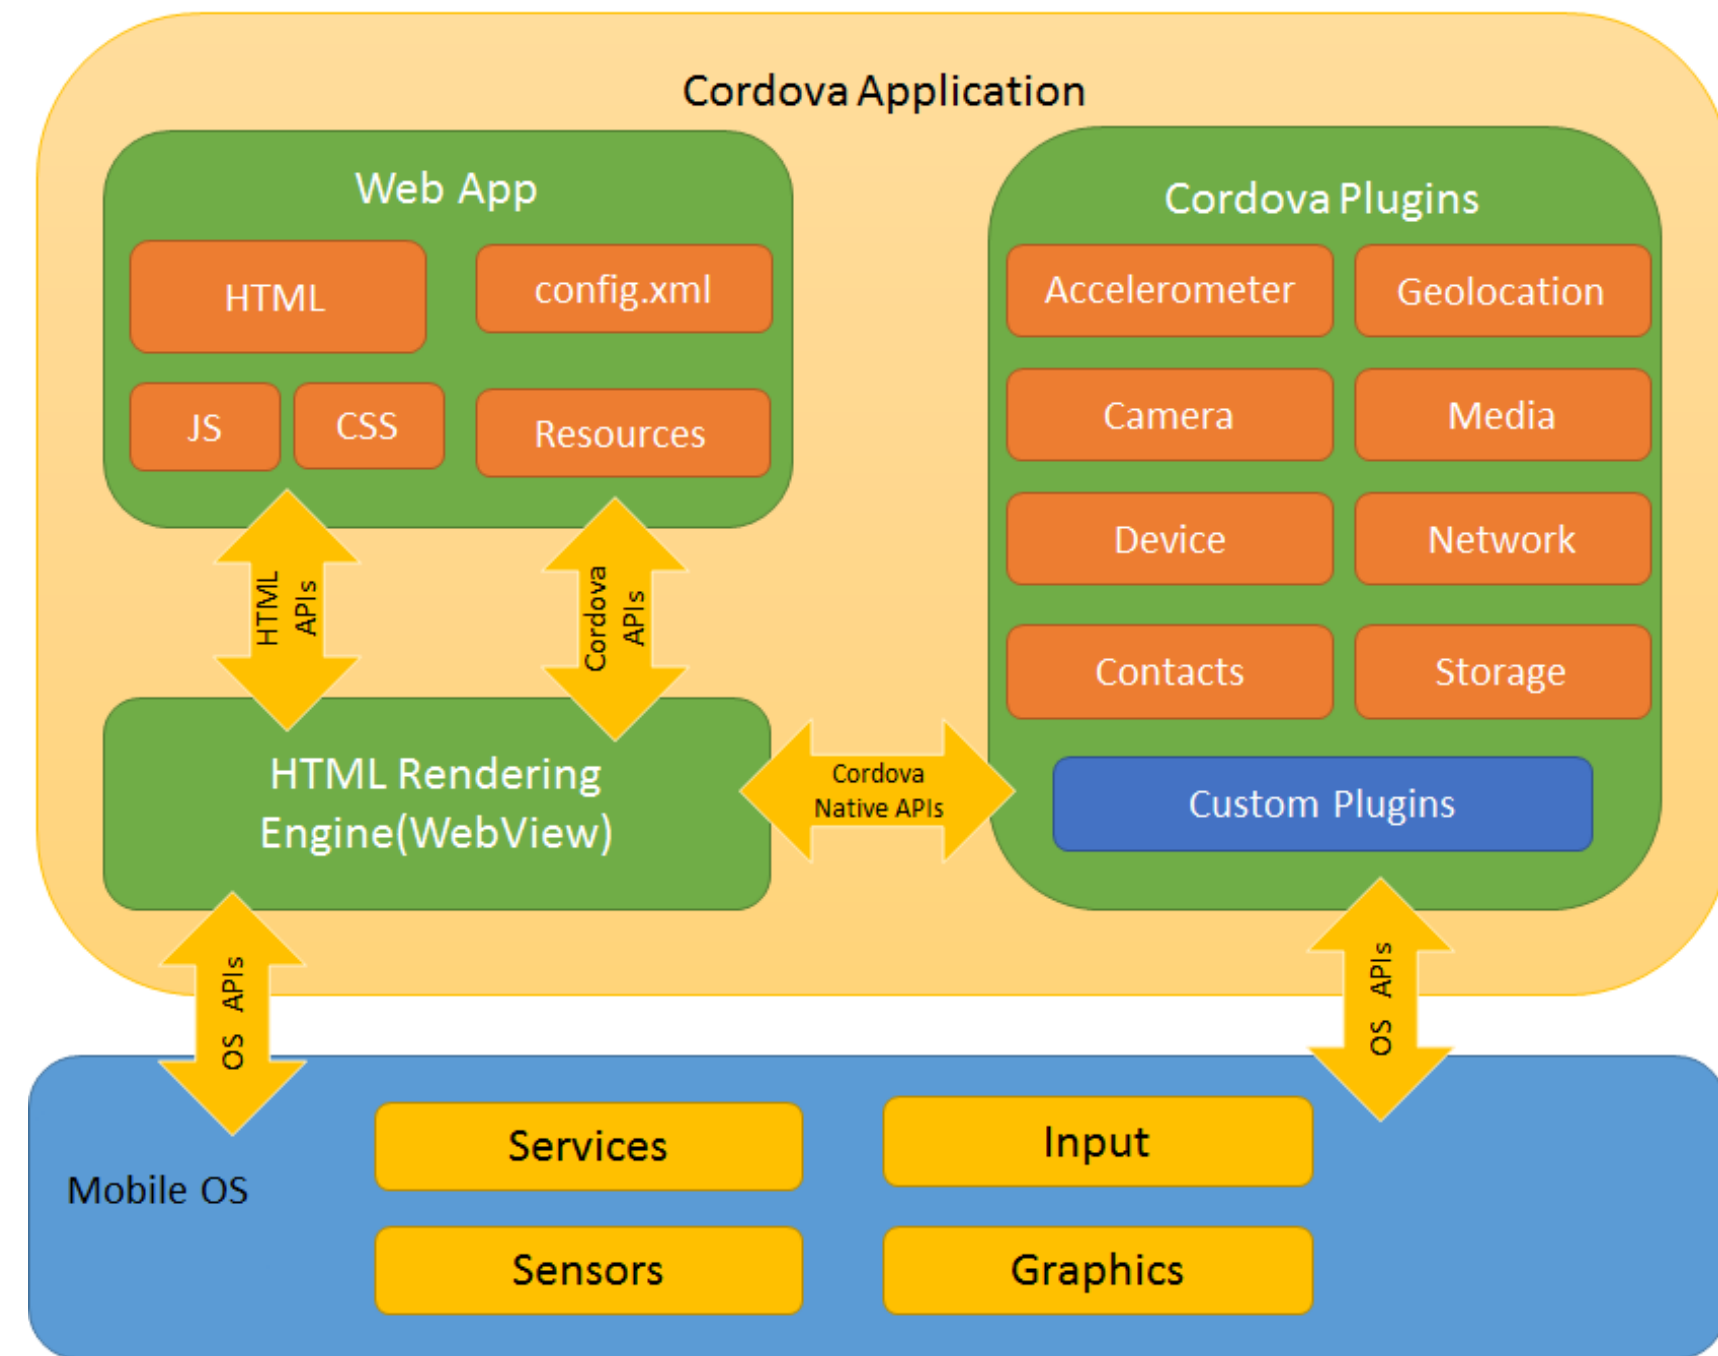 Cordova Application
Web App
HTML
config.xml
JS
CSS
Resources
HTML
APIs
Cordova
APIs
HTML Rendering
Engine(WebView)
Cordova
Native APIs
Cordova Plugins
Accelerometer
Geolocation
Camera
Media
Device
Network
Contacts
Storage
Custom Plugins
OS APIs
OS APIs
Mobile OS
Services
Input
Sensors
Graphics